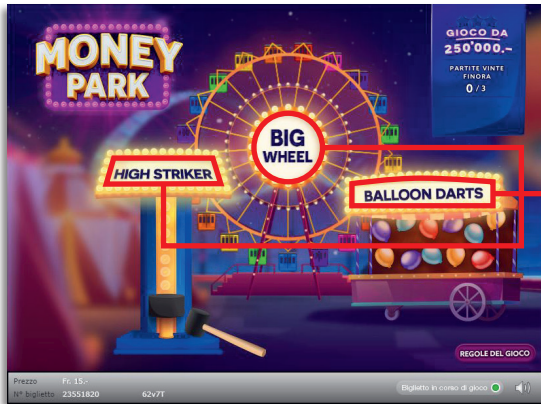 MONEY
PARK
GIOCO DA
250'000.–
PARTITE VINTE
FINORA
0 / 3
BIG
WHEEL
HIGH STRIKER
BALLOON DARTS
REGOLE DEL GIOCO
Prezzo Fr. 15.-
N° biglietto 23551820 62v7T
Biglietto in corso di gioco